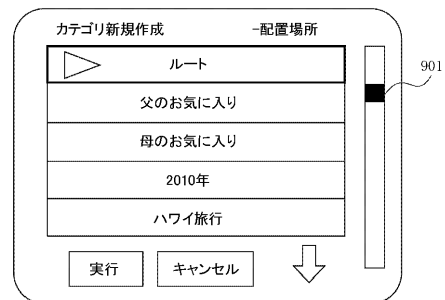 カテゴリ新規作成 -配置場所
ルート
901
父のお気に入り
母のお気に入り
2010年
ハワイ旅行
実行 キャンセル